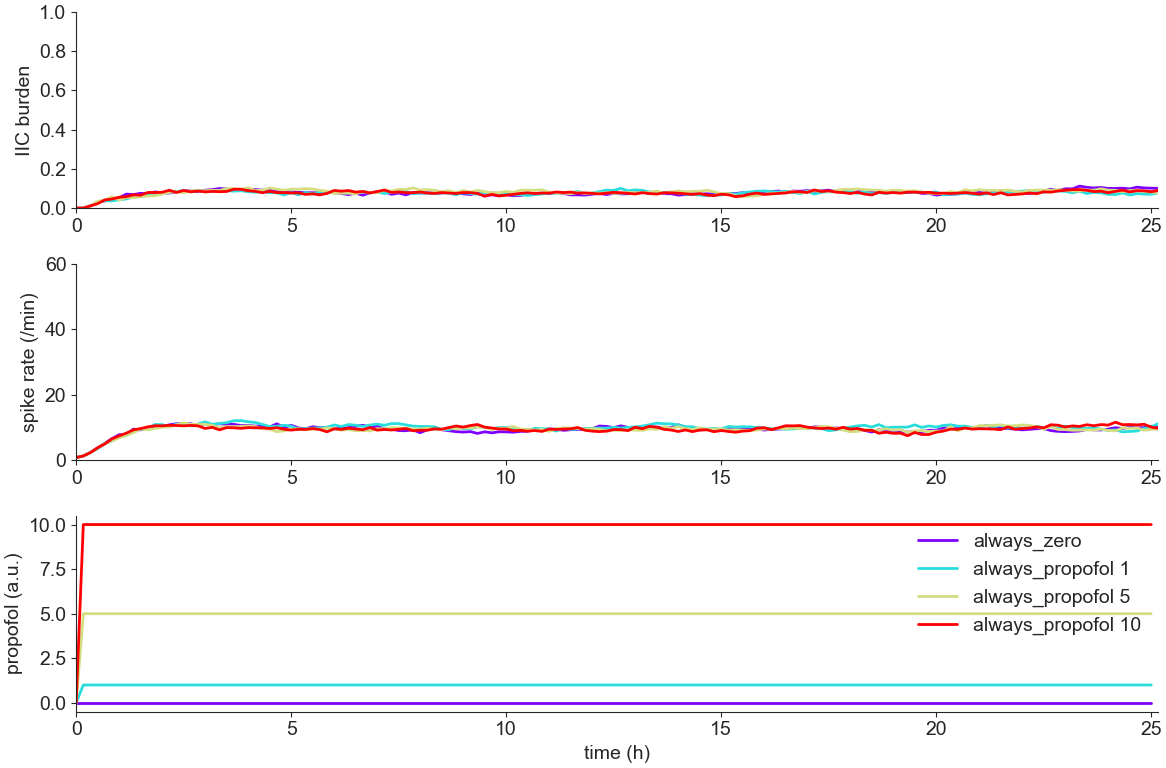 IIC burden
1.0
0.8
0.6
0.4
0.2
0.0
0 5 10 15 20 25
spike rate (/min)
60
40
20
0
0 5 10 15 20 25
propofol (a.u.)
10.0
7.5
5.0
2.5
0.0
always_zero
always_propofol 1
always_propofol 5
always_propofol 10
0 5 10 15 20 25
time (h)